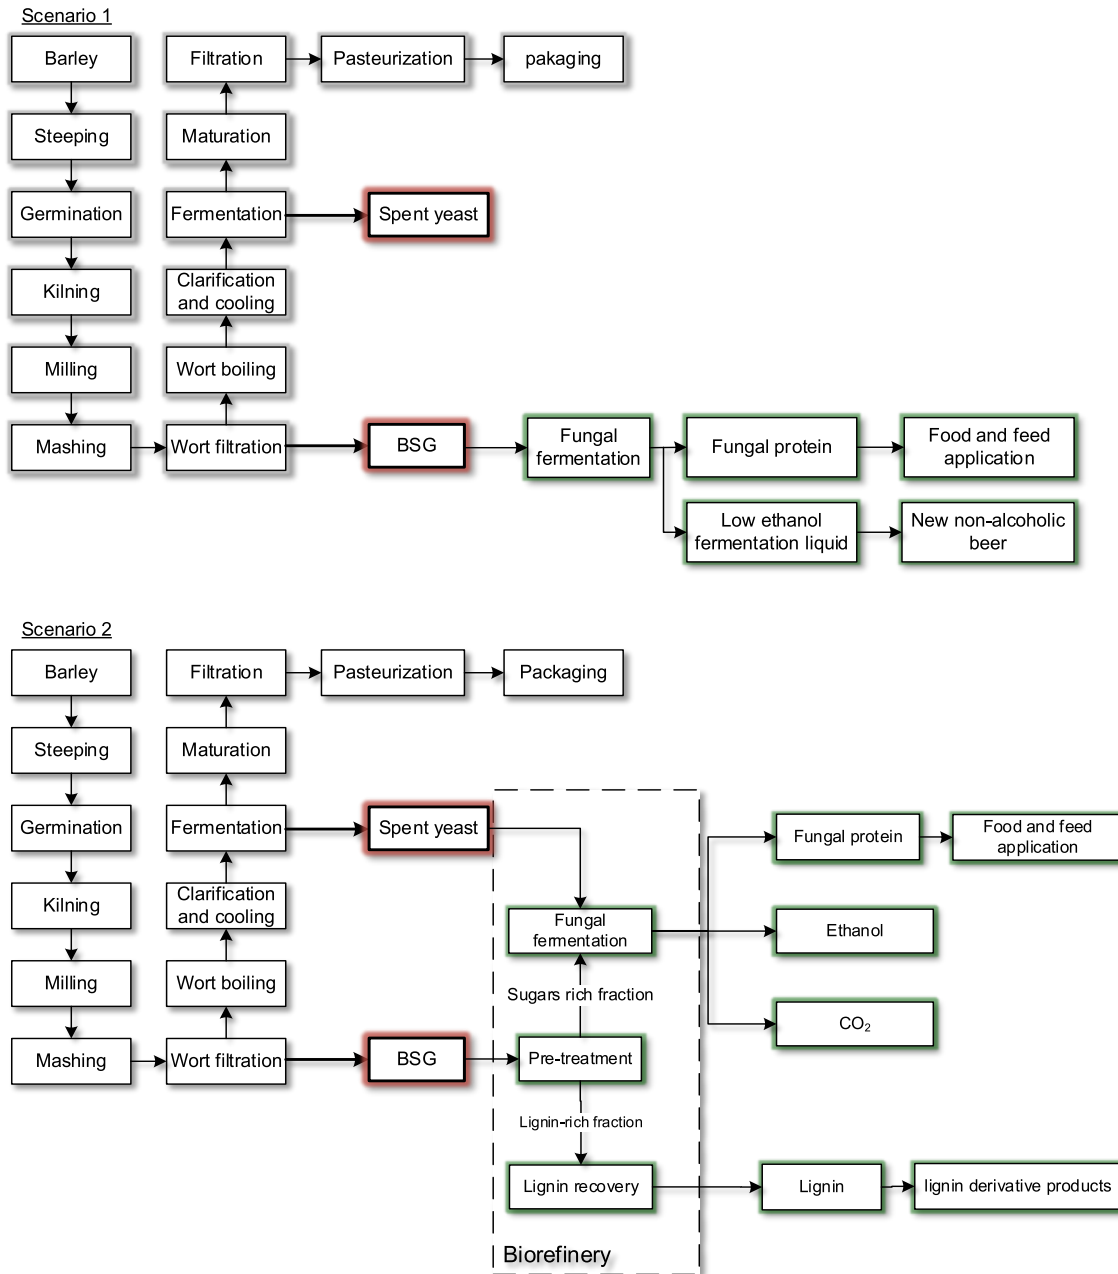 Scenario 1
Barley
Steeping
Germination
Kilning
Milling
Mashing
Filtration
Maturation
Fermentation
Clarification
and cooling
Wort boiling
Wort filtration
Pasteurization
pakaging
Spent yeast
BSG
Fungal
fermentation
Fungal protein
Food and feed
application
Low ethanol
fermentation liquid
New non-alcoholic
beer
Scenario 2
Barley
Steeping
Germination
Kilning
Milling
Mashing
Filtration
Maturation
Fermentation
Clarification
and cooling
Wort boiling
Wort filtration
Pasteurization
Packaging
Spent yeast
BSG
Fungal
fermentation
Sugars rich fraction
Pre-treatment
Lignin-rich fraction
Lignin recovery
Biorefinery
Fungal protein
Food and feed
application
Ethanol
CO₂
Lignin
lignin derivative products